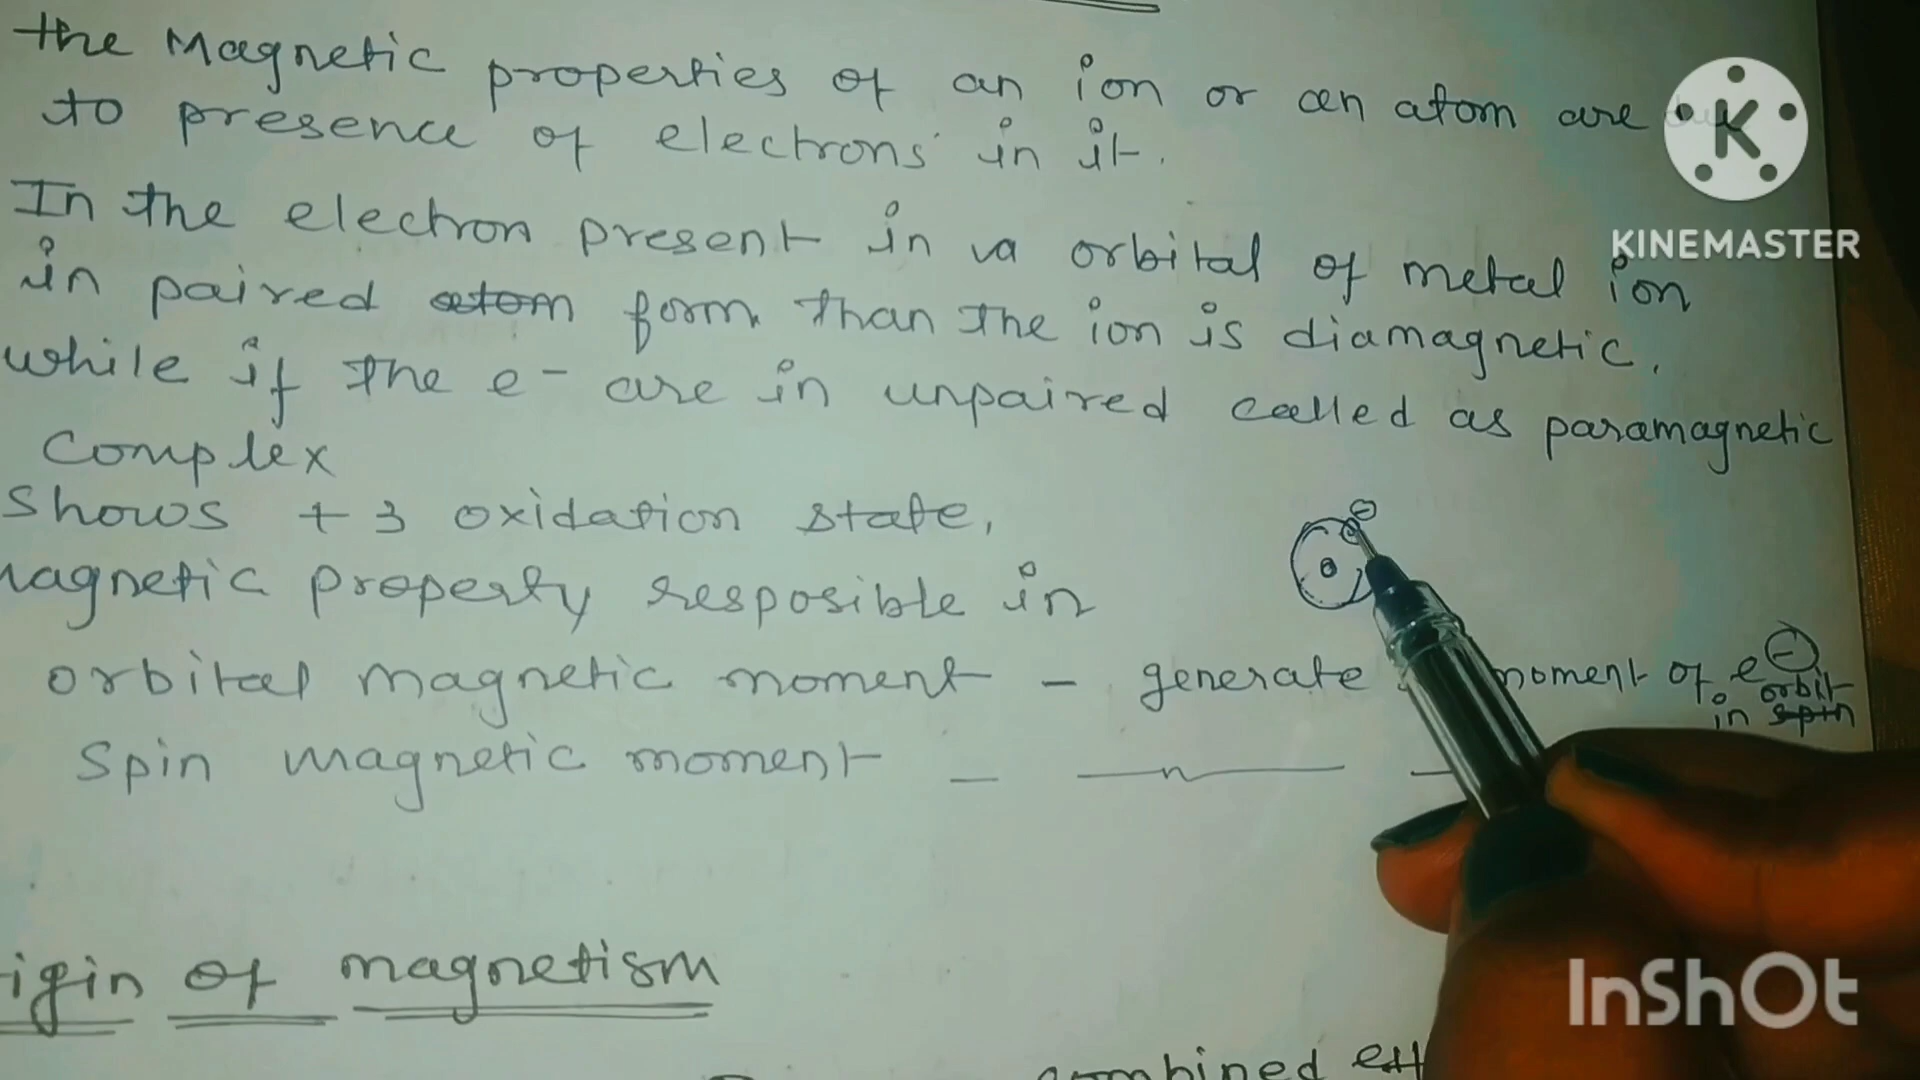 the Magnetic properties of an ion or an atom are
to presence of electrons in it.
In the electron present in a orbital of metal ion
in paired atom form than the ion is diamagnetic.
while if the e- are in unpaired called as paramagnetic
Complex
Shows +3 oxidation state,
magnetic property resposible in
orbital magnetic moment - generate moment of e⊖
orbit
in spin
Spin magnetic moment - — " — -
igin of magnetism
combined eff
K
KINEMASTER
InShOt